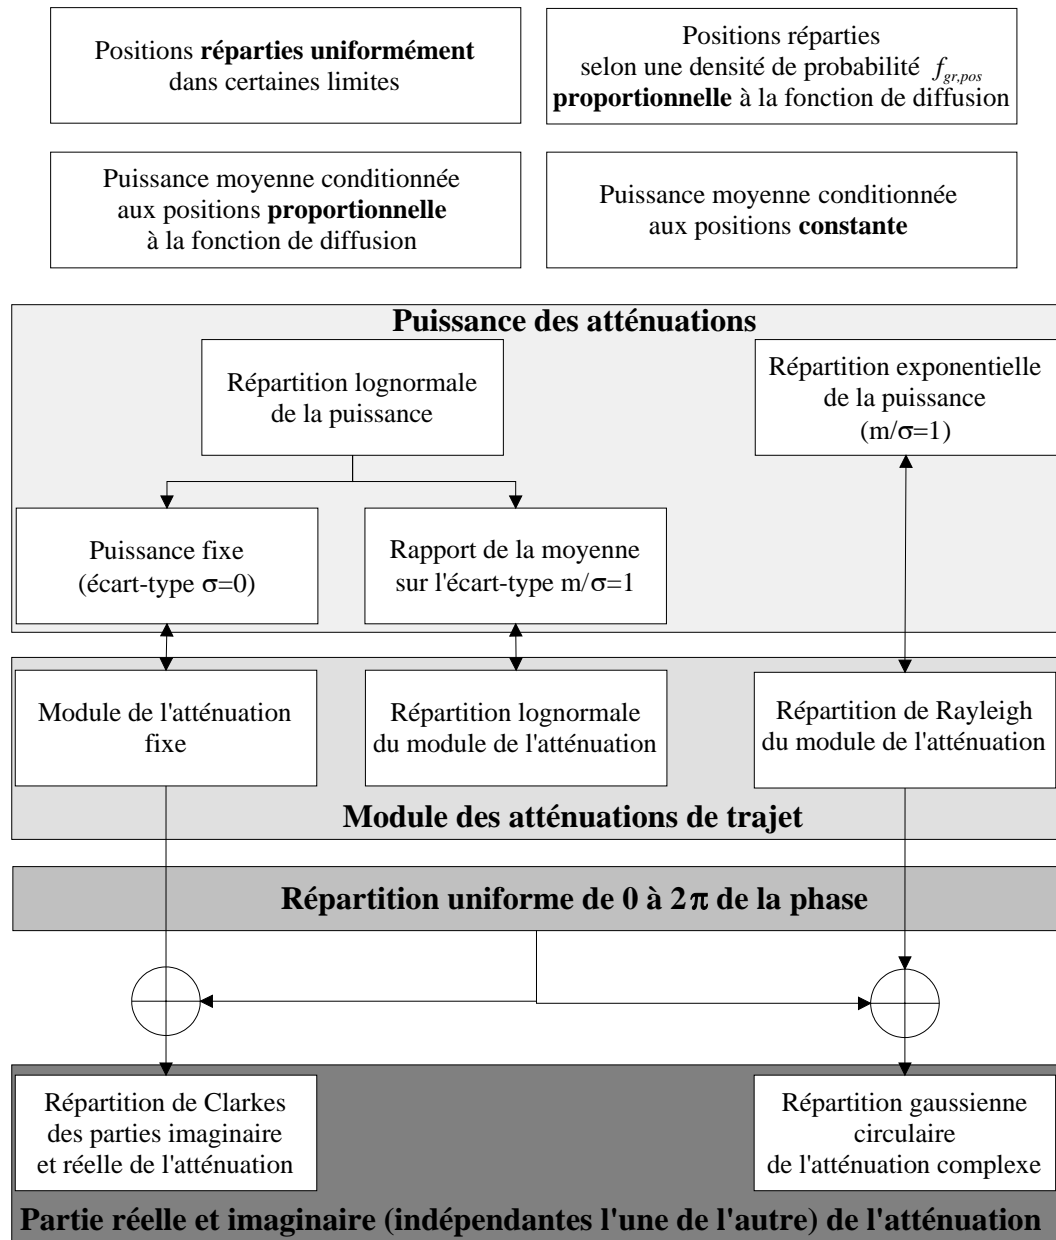 Positions réparties uniformément
dans certaines limites
Positions réparties
selon une densité de probabilité f_gr,pos
proportionnelle à la fonction de diffusion
Puissance moyenne conditionnée
aux positions proportionnelle
à la fonction de diffusion
Puissance moyenne conditionnée
aux positions constante
Puissance des atténuations
Répartition lognormale
de la puissance
Répartition exponentielle
de la puissance
(m/σ=1)
Puissance fixe
(écart-type σ=0)
Rapport de la moyenne
sur l'écart-type m/σ=1
Module de l'atténuation
fixe
Répartition lognormale
du module de l'atténuation
Répartition de Rayleigh
du module de l'atténuation
Module des atténuations de trajet
Répartition uniforme de 0 à 2π de la phase
Répartition de Clarkes
des parties imaginaire
et réelle de l'atténuation
Répartition gaussienne
circulaire
de l'atténuation complexe
Partie réelle et imaginaire (indépendantes l'une de l'autre) de l'atténuation